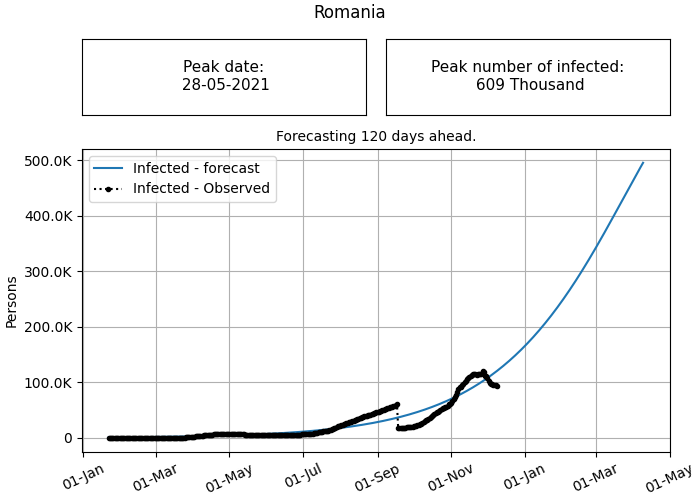 Romania
Peak date:
28-05-2021
Peak number of infected:
609 Thousand
Forecasting 120 days ahead.
Infected - forecast
Infected - Observed
500.0K
400.0K
300.0K
200.0K
100.0K
0
Persons
01-Jan
01-Mar
01-May
01-Jul
01-Sep
01-Nov
01-Jan
01-Mar
01-May